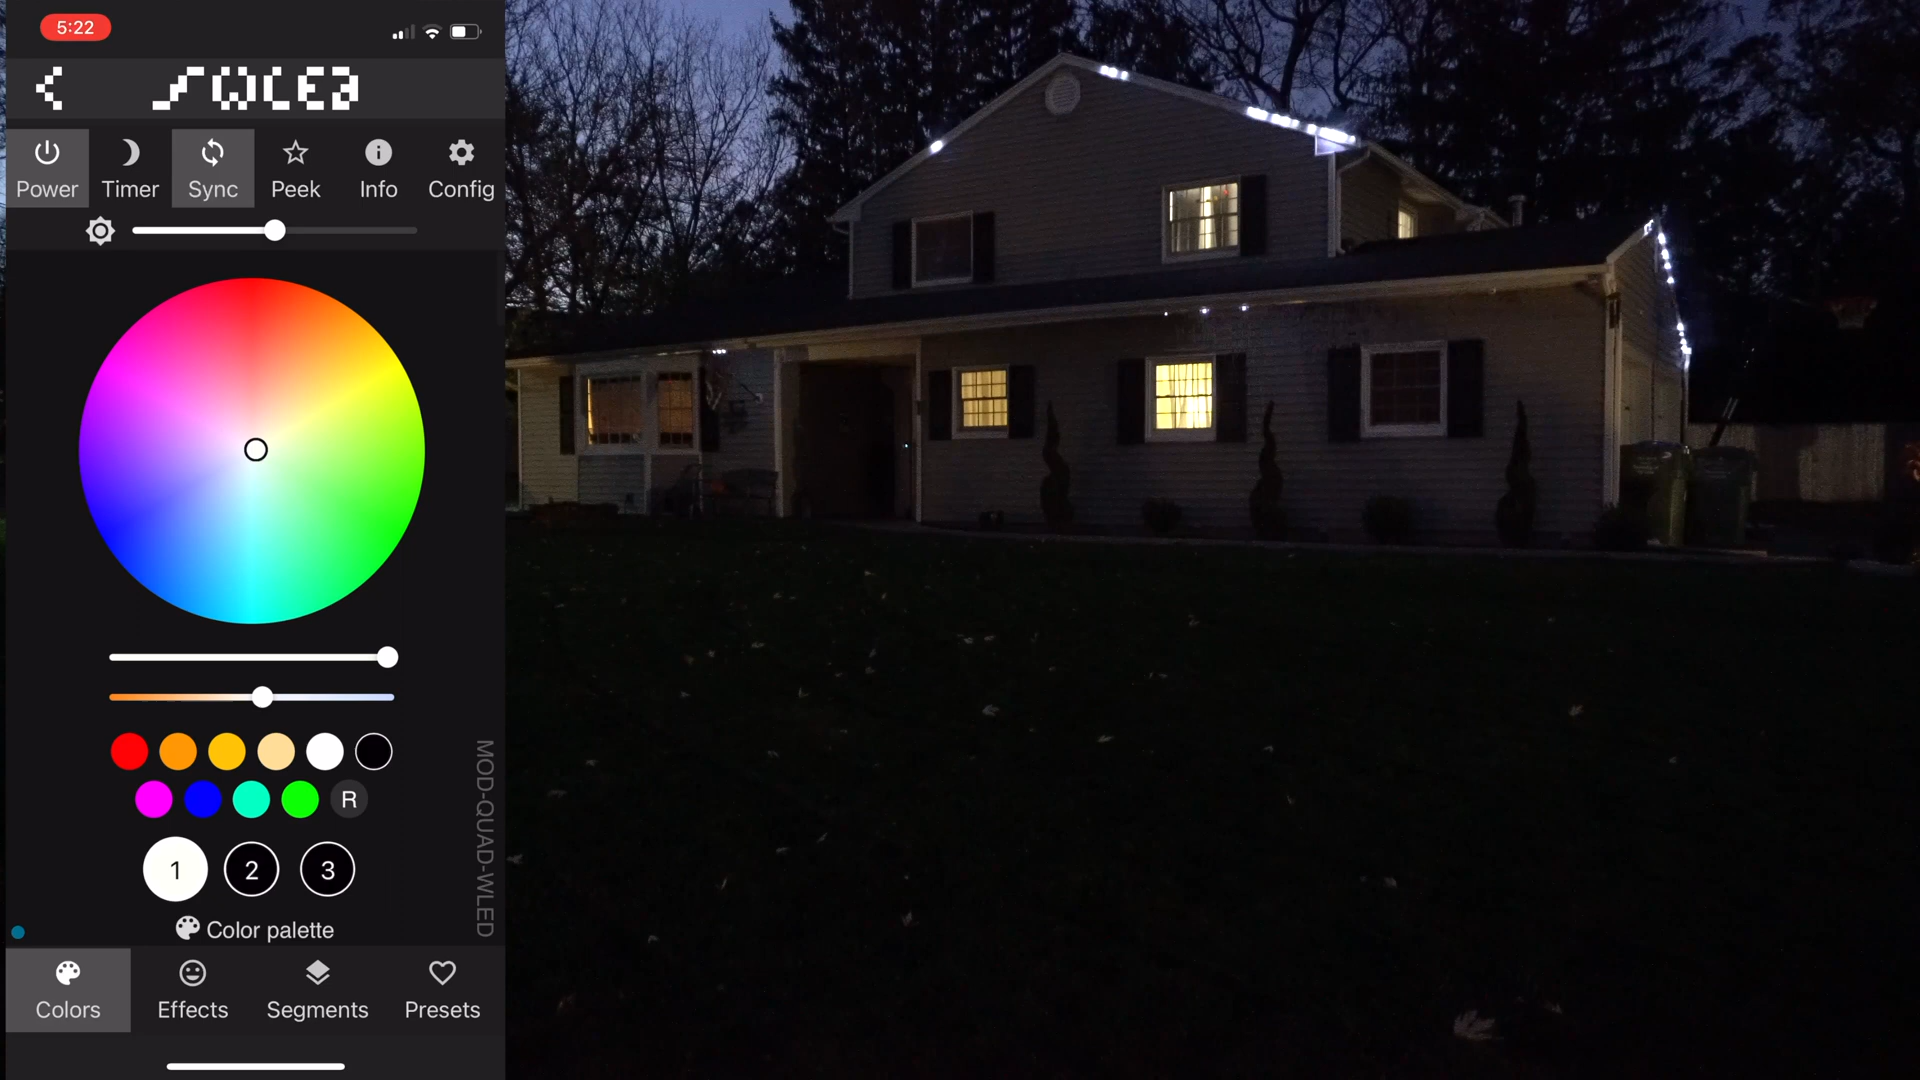 5:22
WLED
Power
Timer
Sync
Peek
Info
Config
R
1
2
3
MOD-QUAD-WLED
Color palette
Colors
Effects
Segments
Presets